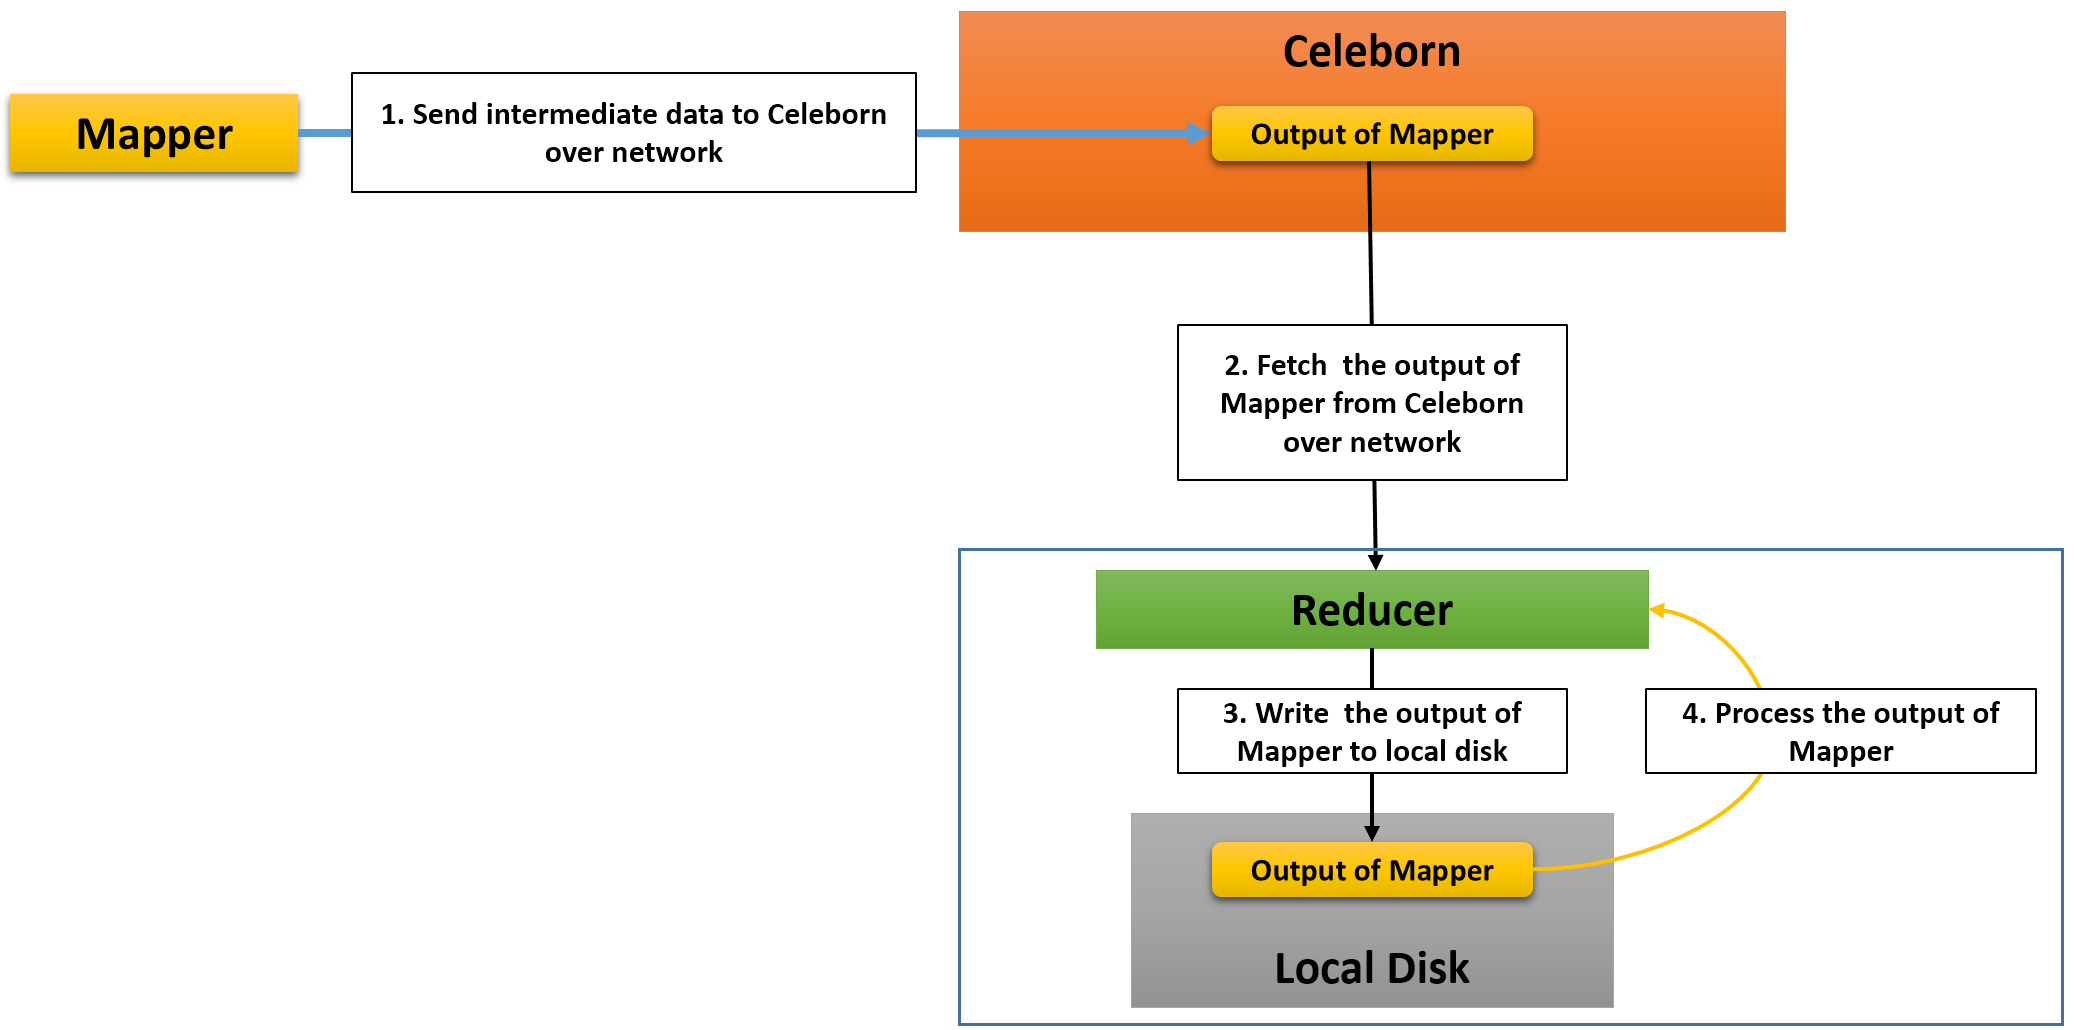 Celeborn
Mapper
1. Send intermediate data to Celeborn
over network
Output of Mapper
2. Fetch  the output of
Mapper from Celeborn
over network
Reducer
3. Write  the output of
Mapper to local disk
4. Process the output of
Mapper
Output of Mapper
Local Disk